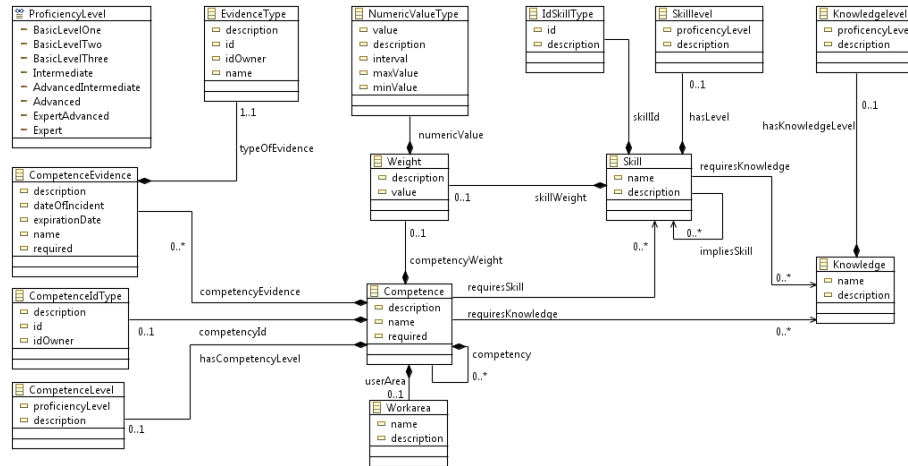 ProficiencyLevel
BasicLevelOne
BasicLevelTwo
BasicLevelThree
Intermediate
AdvancedIntermediate
Advanced
ExpertAdvanced
Expert
EvidenceType
description
id
idOwner
name
1..1
typeOfEvidence
NumericValueType
value
description
interval
maxValue
minValue
numericValue
IdSkillType
id
description
skillId
Skilllevel
proficencyLevel
description
0..1
hasLevel
Knowledgelevel
proficencyLevel
description
0..1
hasKnowledgeLevel
CompetenceEvidence
description
dateOfIncident
expirationDate
name
required
0..*
competencyEvidence
Weight
description
value
0..1
skillWeight
0..1
competencyWeight
Skill
name
description
requiresKnowledge
0..*
0..*
impliesSkill
0..*
Knowledge
name
description
CompetenceIdType
description
id
idOwner
0..1
competencyId
hasCompetencyLevel
Competence
description
name
required
requiresSkill
requiresKnowledge
0..*
competency
0..*
userArea
0..1
CompetenceLevel
proficiencyLevel
description
0..1
Workarea
name
description